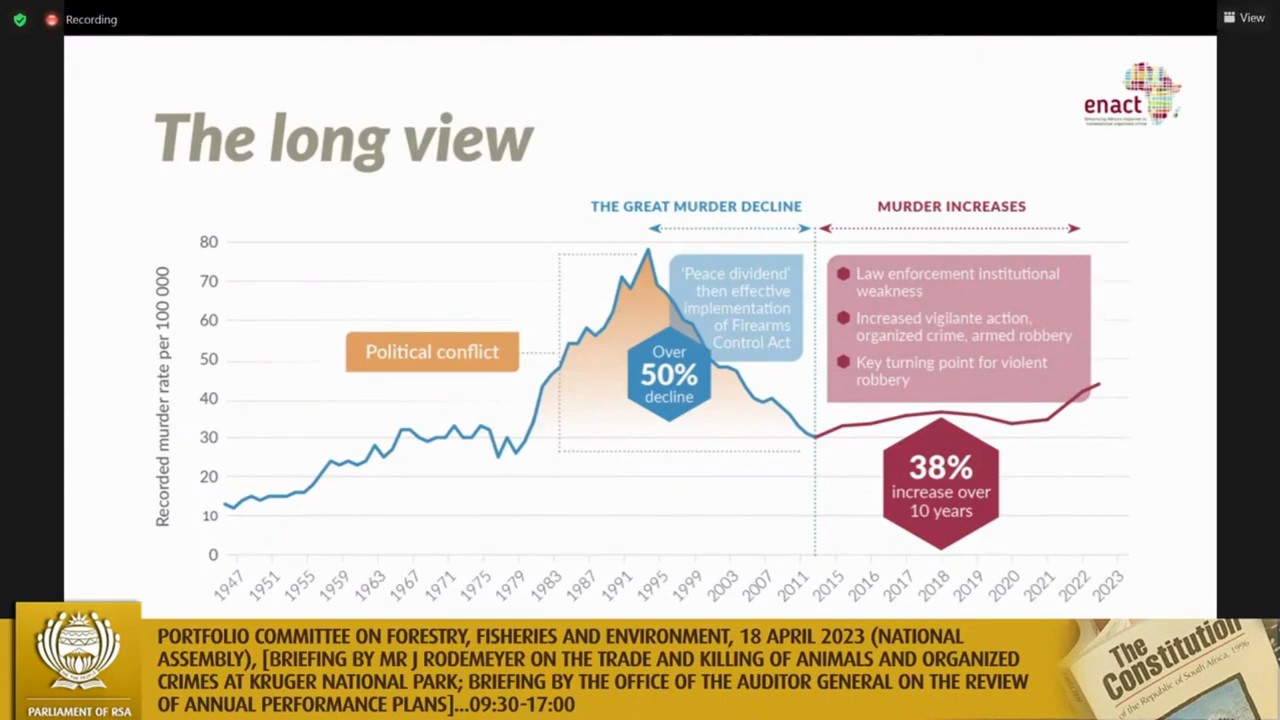 Recording
View
enact
The long view
THE GREAT MURDER DECLINE
MURDER INCREASES
Recorded murder rate per 100 000
80
70
60
50
40
30
20
10
0
Political conflict
'Peace dividend'
then effective
implementation
of Firearms
Control Act
Over
50%
decline
Law enforcement institutional
weakness
Increased vigilante action,
organized crime, armed robbery
Key turning point for violent
robbery
38%
increase over
10 years
1947
1951
1955
1959
1963
1967
1971
1975
1979
1983
1987
1991
1995
1999
2003
2007
2011
2015
2016
2017
2018
2019
2020
2021
2022
2023
PARLIAMENT OF RSA
PORTFOLIO COMMITTEE ON FORESTRY, FISHERIES AND ENVIRONMENT, 18 APRIL 2023 (NATIONAL
ASSEMBLY), [BRIEFING BY MR J RODEMEYER ON THE TRADE AND KILLING OF ANIMALS AND ORGANIZED
CRIMES AT KRUGER NATIONAL PARK; BRIEFING BY THE OFFICE OF THE AUDITOR GENERAL ON THE REVIEW
OF ANNUAL PERFORMANCE PLANS]...09:30-17:00
The
Constitution
of the Republic of South Africa, 1996